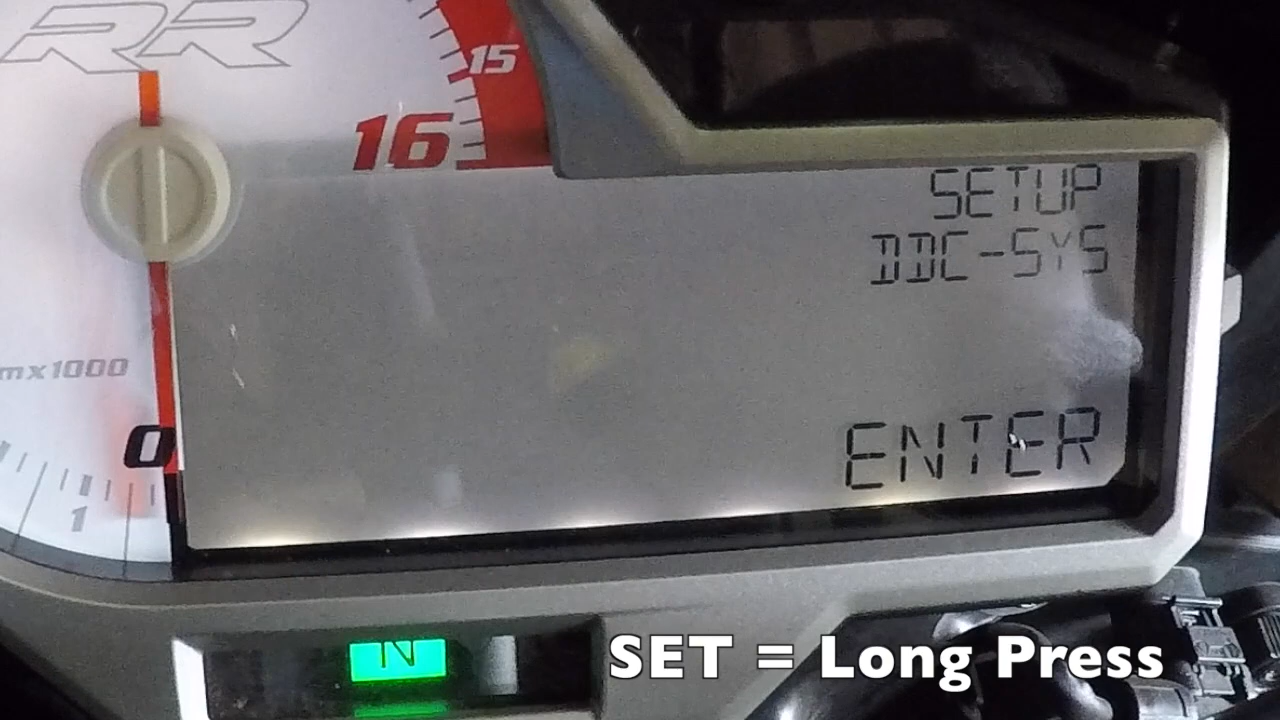 RR
15
16
SETUP
DDC-SYS
mx1000
0
1
ENTER
N
SET = Long Press